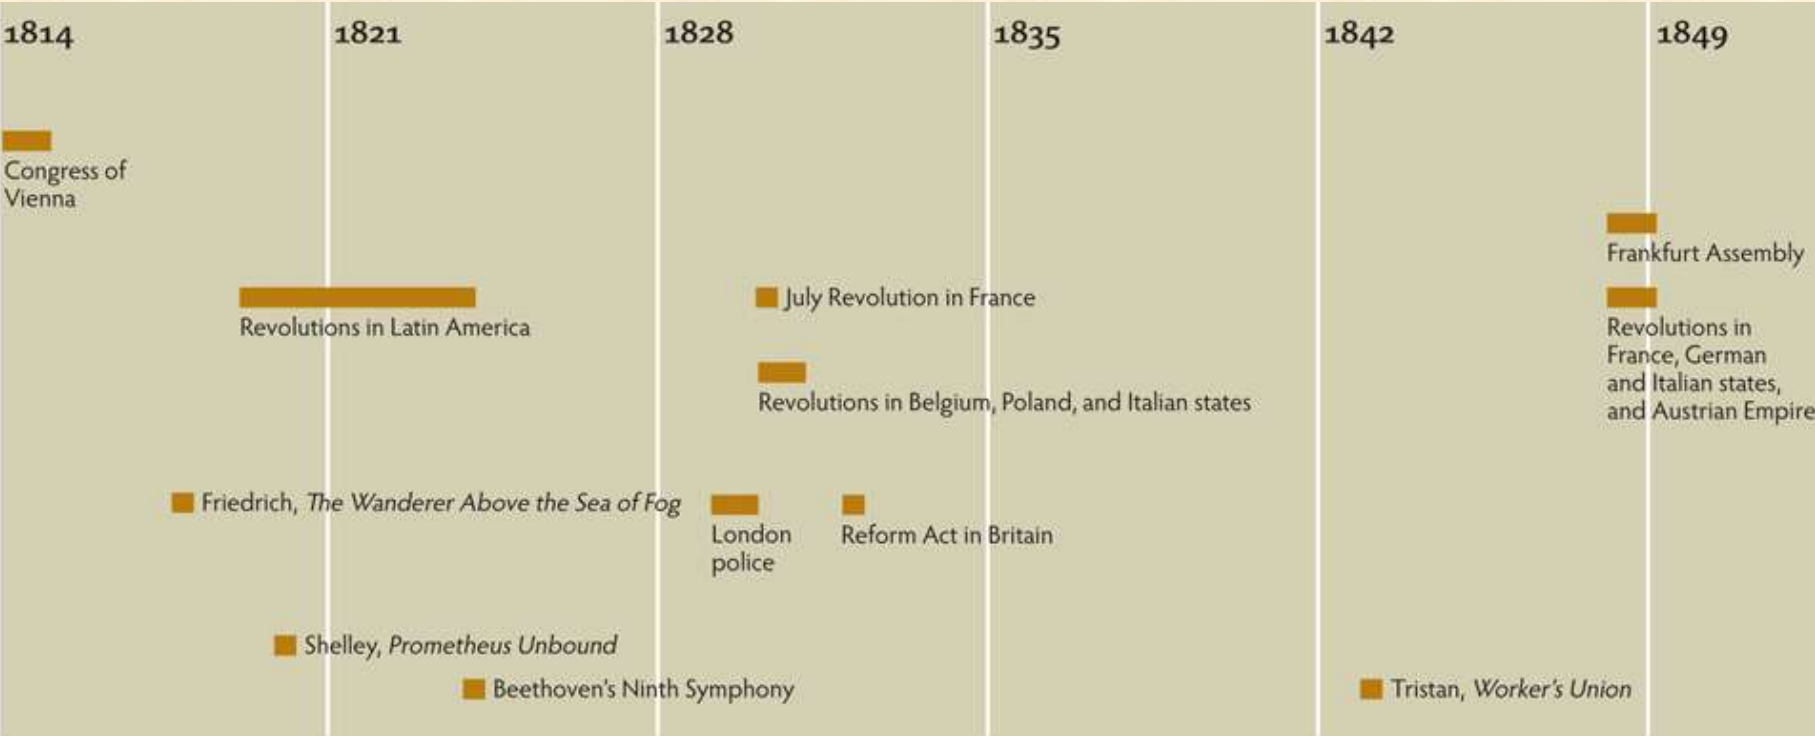 1814
1821
1828
1835
1842
1849
Congress of
Vienna
Frankfurt Assembly
Revolutions in Latin America
July Revolution in France
Revolutions in
France, German
and Italian states,
and Austrian Empire
Revolutions in Belgium, Poland, and Italian states
Friedrich, The Wanderer Above the Sea of Fog
London
police
Reform Act in Britain
Shelley, Prometheus Unbound
Beethoven’s Ninth Symphony
Tristan, Worker’s Union